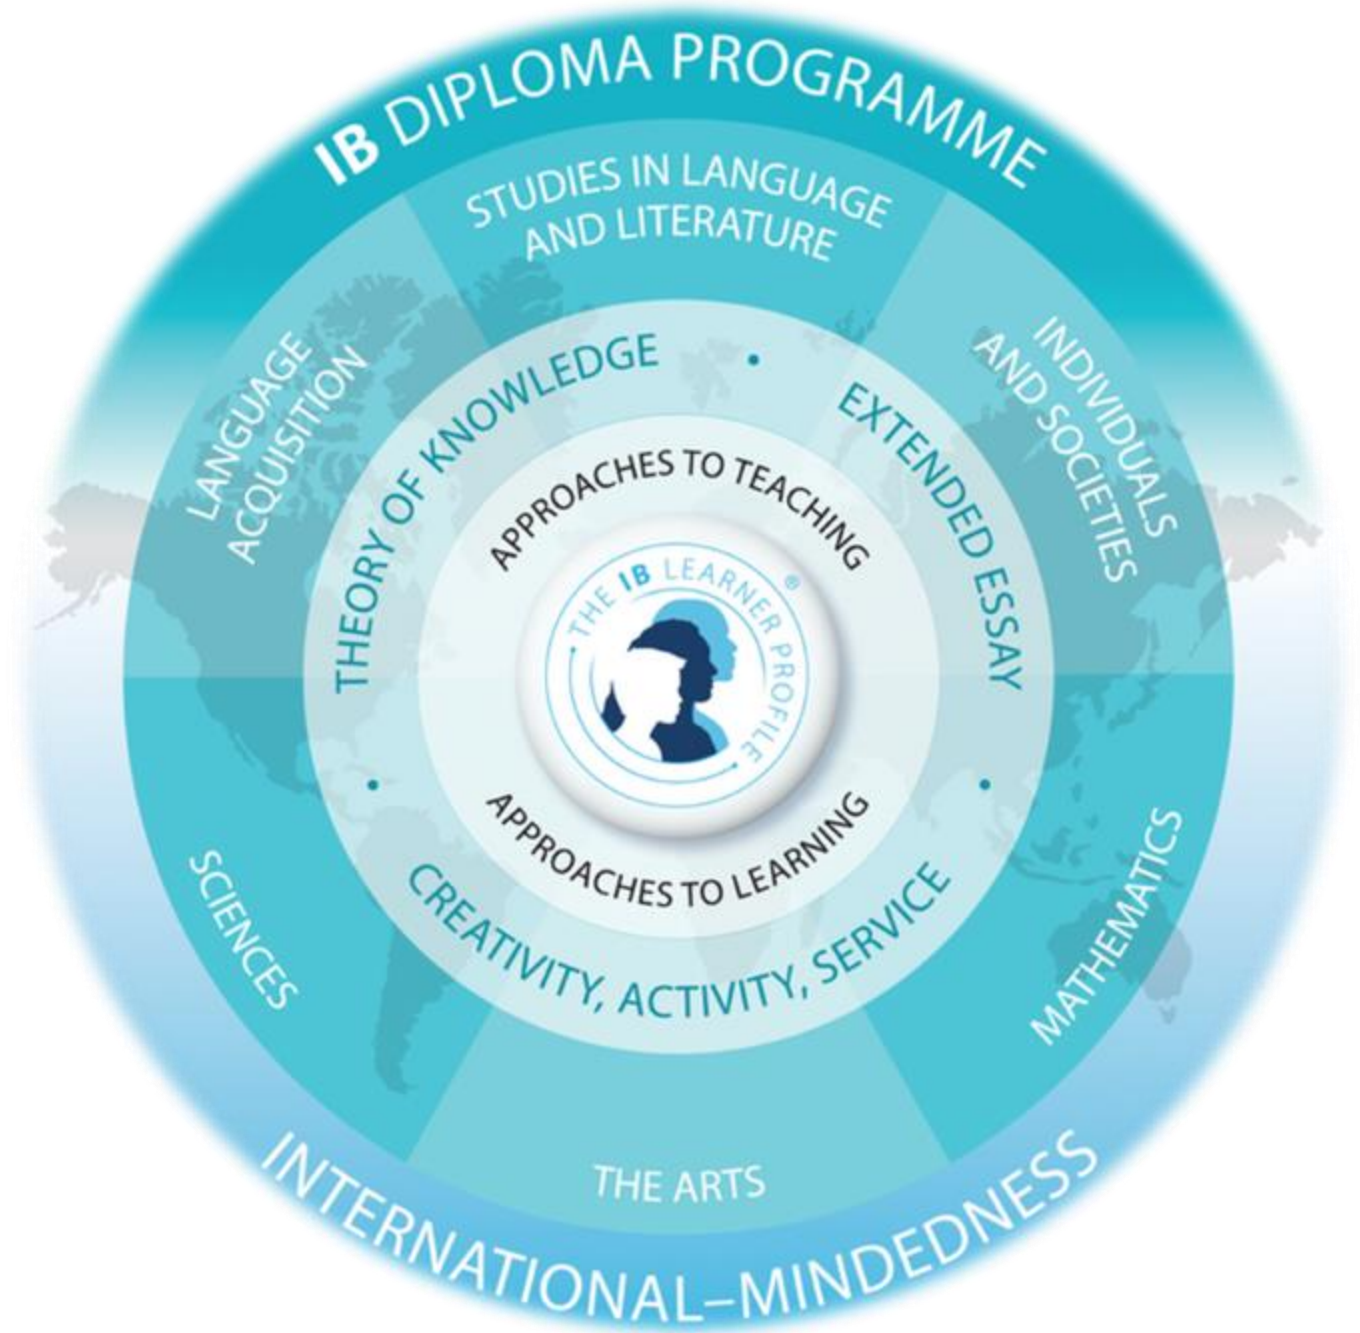 IB DIPLOMA PROGRAMME
STUDIES IN LANGUAGE
AND LITERATURE
LANGUAGE
ACQUISITION
INDIVIDUALS
AND SOCIETIES
THEORY OF KNOWLEDGE
•
EXTENDED ESSAY
•
CREATIVITY, ACTIVITY, SERVICE
•
APPROACHES TO TEACHING
THE IB LEARNER PROFILE
®
APPROACHES TO LEARNING
SCIENCES
MATHEMATICS
THE ARTS
INTERNATIONAL–MINDEDNESS